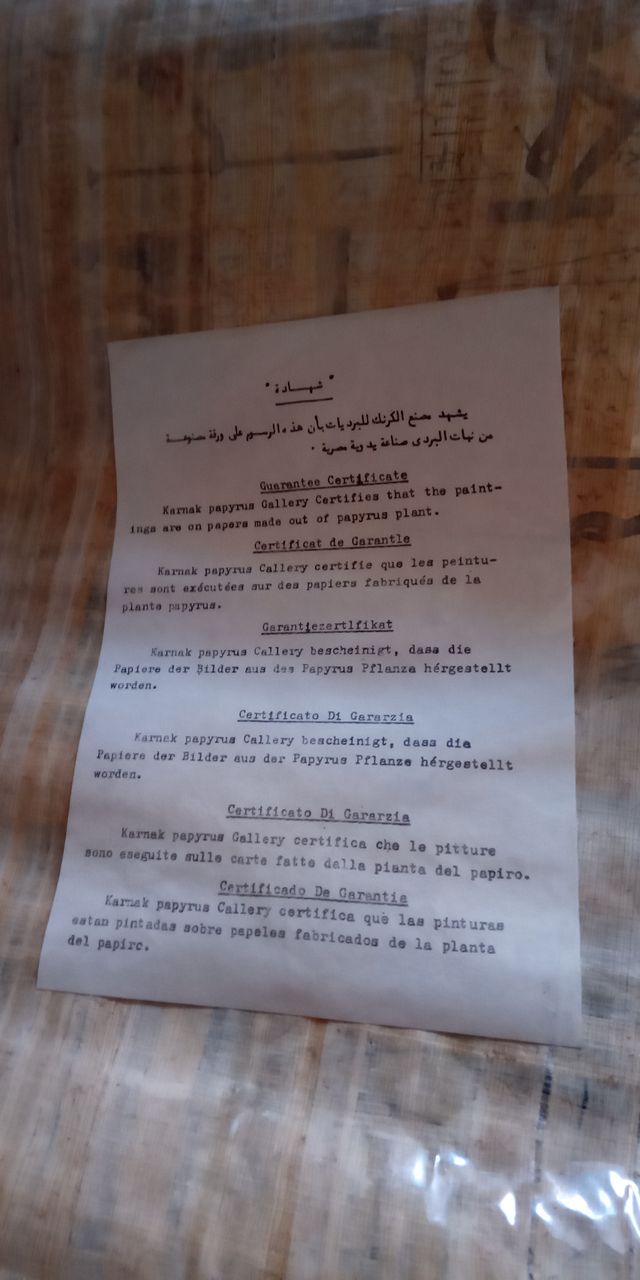 " شهـــادة "
يشهد مصنع الكرنك للبرديات بأن هذه الرسم على ورقة مصنوعــة
من نبات البردى صناعة يدوية مصرية .
Guarantee Certificate
Karnak papyrus Gallery Certifies that the paint-
ings are on papers made out of papyrus plant.
Certificat de Garantle
Karnak papyrus Callery certifie que les peintu-
res sont exécutées sur des papiers fabriqués de la
plante papyrus.
Garantiezertlfikat
Karnak papyrus Callery bescheinigt, dass die
Papiere der Bilder aus des Papyrus Pflanza hérgestellt
worden.
Certificato Di Gararzia
Karnak papyrus Callery bescheinigt, dass die
Papiere der Bilder aus der Papyrus Pflanze hérgestellt
worden.
Certificato Di Gararzia
Karnak papyrus Gallery certifica che le pitture
sono eseguite sulle carte fatte dalla pianta del papiro.
Certificado De Garantia
Karnak papyrus Callery certifica que las pinturas
estan pintadas sobre papeles fabricados de la planta
del papirc.